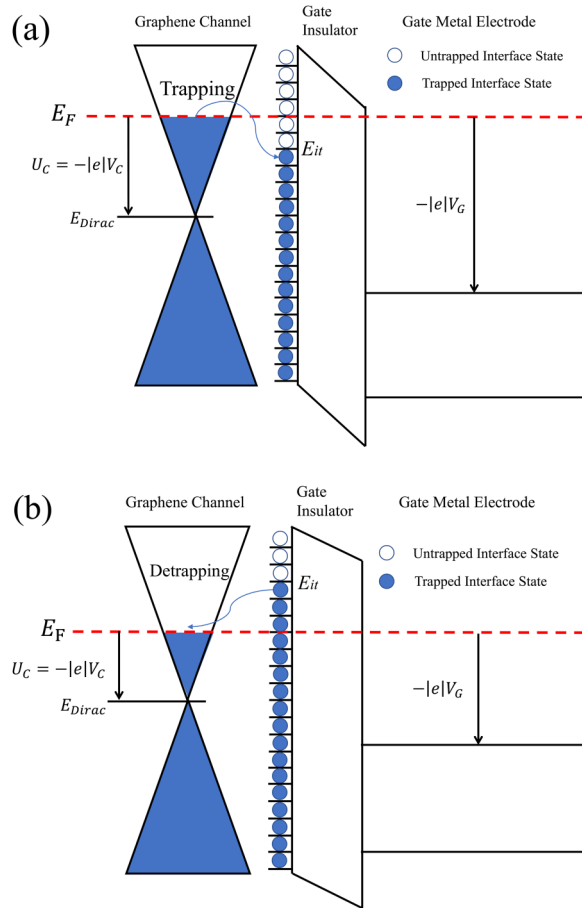 (a)
Graphene Channel
Gate
Insulator
Gate Metal Electrode
Untrapped Interface State
Trapped Interface State
Trapping
E_F
E_it
U_C = −|e|V_C
−|e|V_G
E_Dirac
(b)
Graphene Channel
Gate
Insulator
Gate Metal Electrode
Untrapped Interface State
Trapped Interface State
Detrapping
E_it
E_F
U_C = −|e|V_C
−|e|V_G
E_Dirac